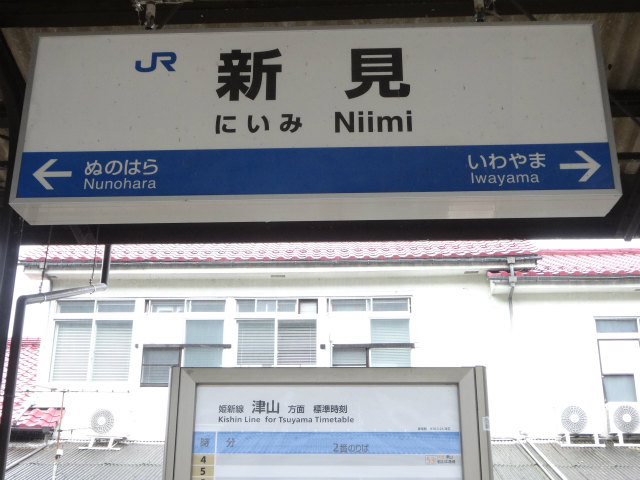 JR
新見
にいみ Niimi
← ぬのはら
Nunohara
いわやま →
Iwayama
姫新線 津山 方面 標準時刻
Kishin Line for Tsuyama Timetable
時 分
2番のりば
4
5